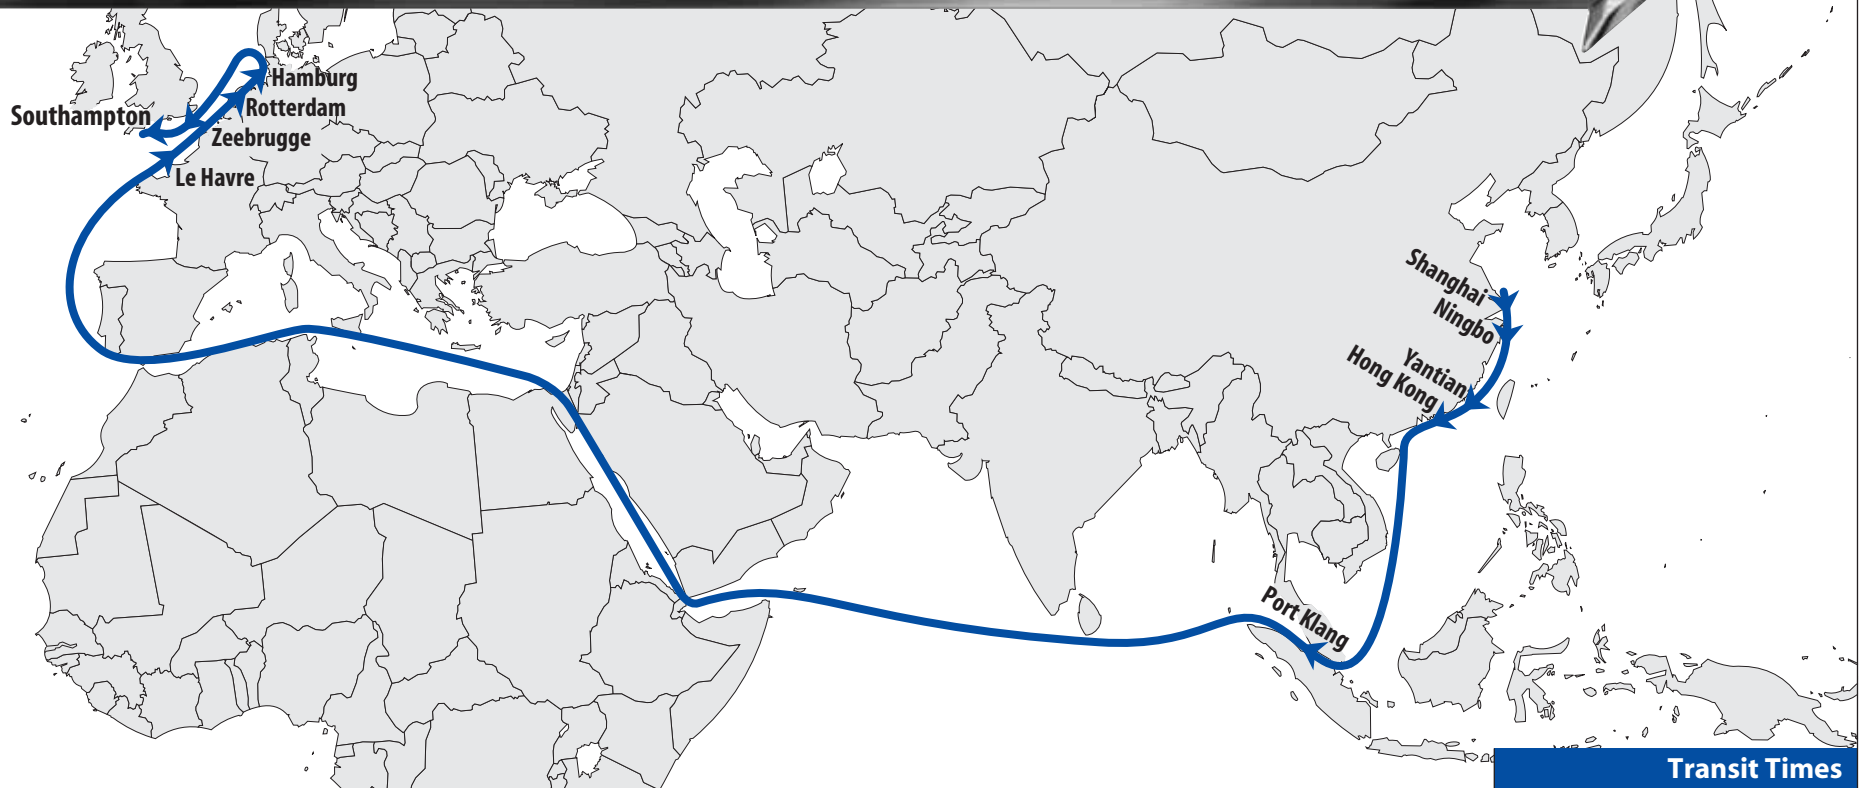 Hamburg
Rotterdam
Southampton
Zeebrugge
Le Havre
Shanghai
Ningbo
Yantian
Hong Kong
Port Klang
Transit Times